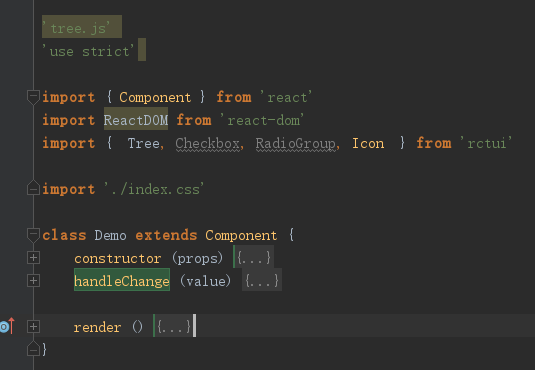 'tree.js'
'use strict'
import { Component } from 'react'
import ReactDOM from 'react-dom'
import { Tree, Checkbox, RadioGroup, Icon } from 'rctui'
import './index.css'
class Demo extends Component {
constructor (props) {...}
handleChange (value) {...}
render () {...}
}